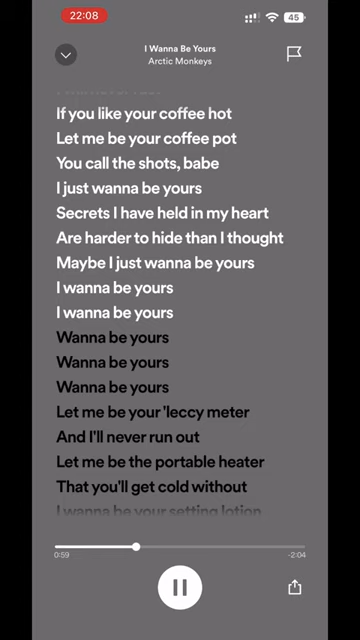 22:08
45
I Wanna Be Yours
Arctic Monkeys
If you like your coffee hot
Let me be your coffee pot
You call the shots, babe
I just wanna be yours
Secrets I have held in my heart
Are harder to hide than I thought
Maybe I just wanna be yours
I wanna be yours
I wanna be yours
Wanna be yours
Wanna be yours
Wanna be yours
Let me be your 'leccy meter
And I'll never run out
Let me be the portable heater
That you'll get cold without
I wanna be your setting lotion
0:59
-2:04